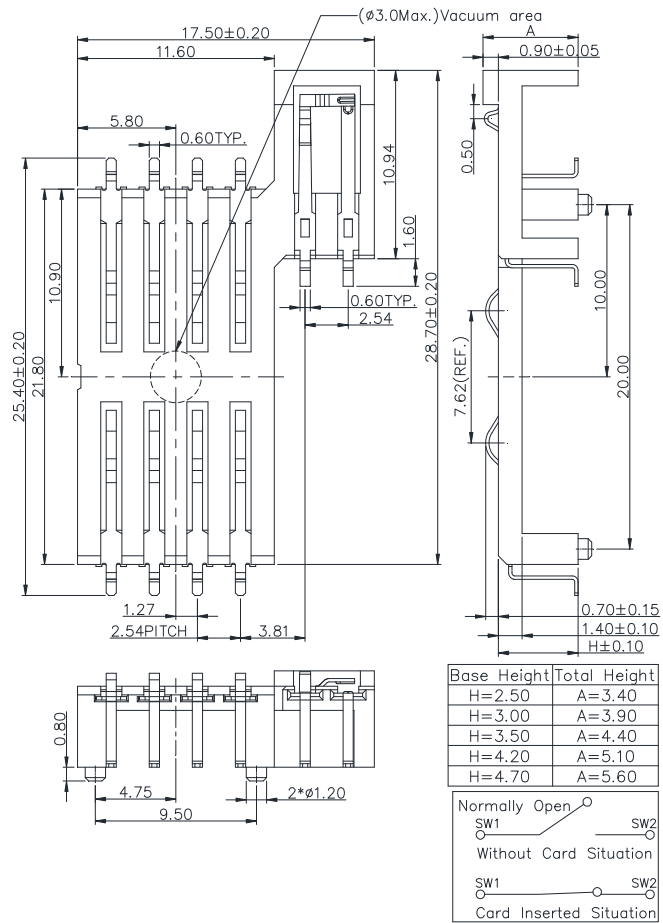 (ø3.0Max.)Vacuum area
17.50±0.20
11.60
5.80
0.60TYP.
A
0.90±0.05
0.50
10.94
1.60
10.90
25.40±0.20
21.80
0.60TYP.
2.54
28.70±0.20
7.62(REF.)
10.00
20.00
1.27
2.54PITCH
3.81
0.70±0.15
1.40±0.10
H±0.10
0.80
4.75
9.50
2*ø1.20
Base Height Total Height
H=2.50 A=3.40
H=3.00 A=3.90
H=3.50 A=4.40
H=4.20 A=5.10
H=4.70 A=5.60
Normally Open
SW1 SW2
Without Card Situation
SW1 SW2
Card Inserted Situation